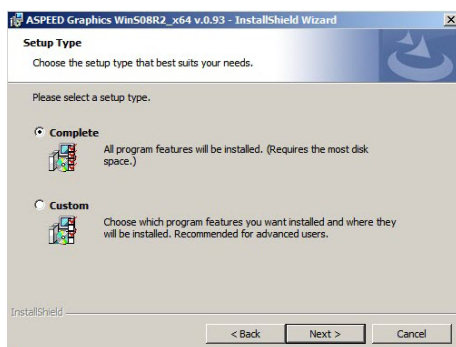 ASPEED Graphics WinS08R2_x64 v.0.93 - InstallShield Wizard
Setup Type
Choose the setup type that best suits your needs.
Please select a setup type.
Complete
All program features will be installed. (Requires the most disk
space.)
Custom
Choose which program features you want installed and where they
will be installed. Recommended for advanced users.
InstallShield
< Back
Next >
Cancel